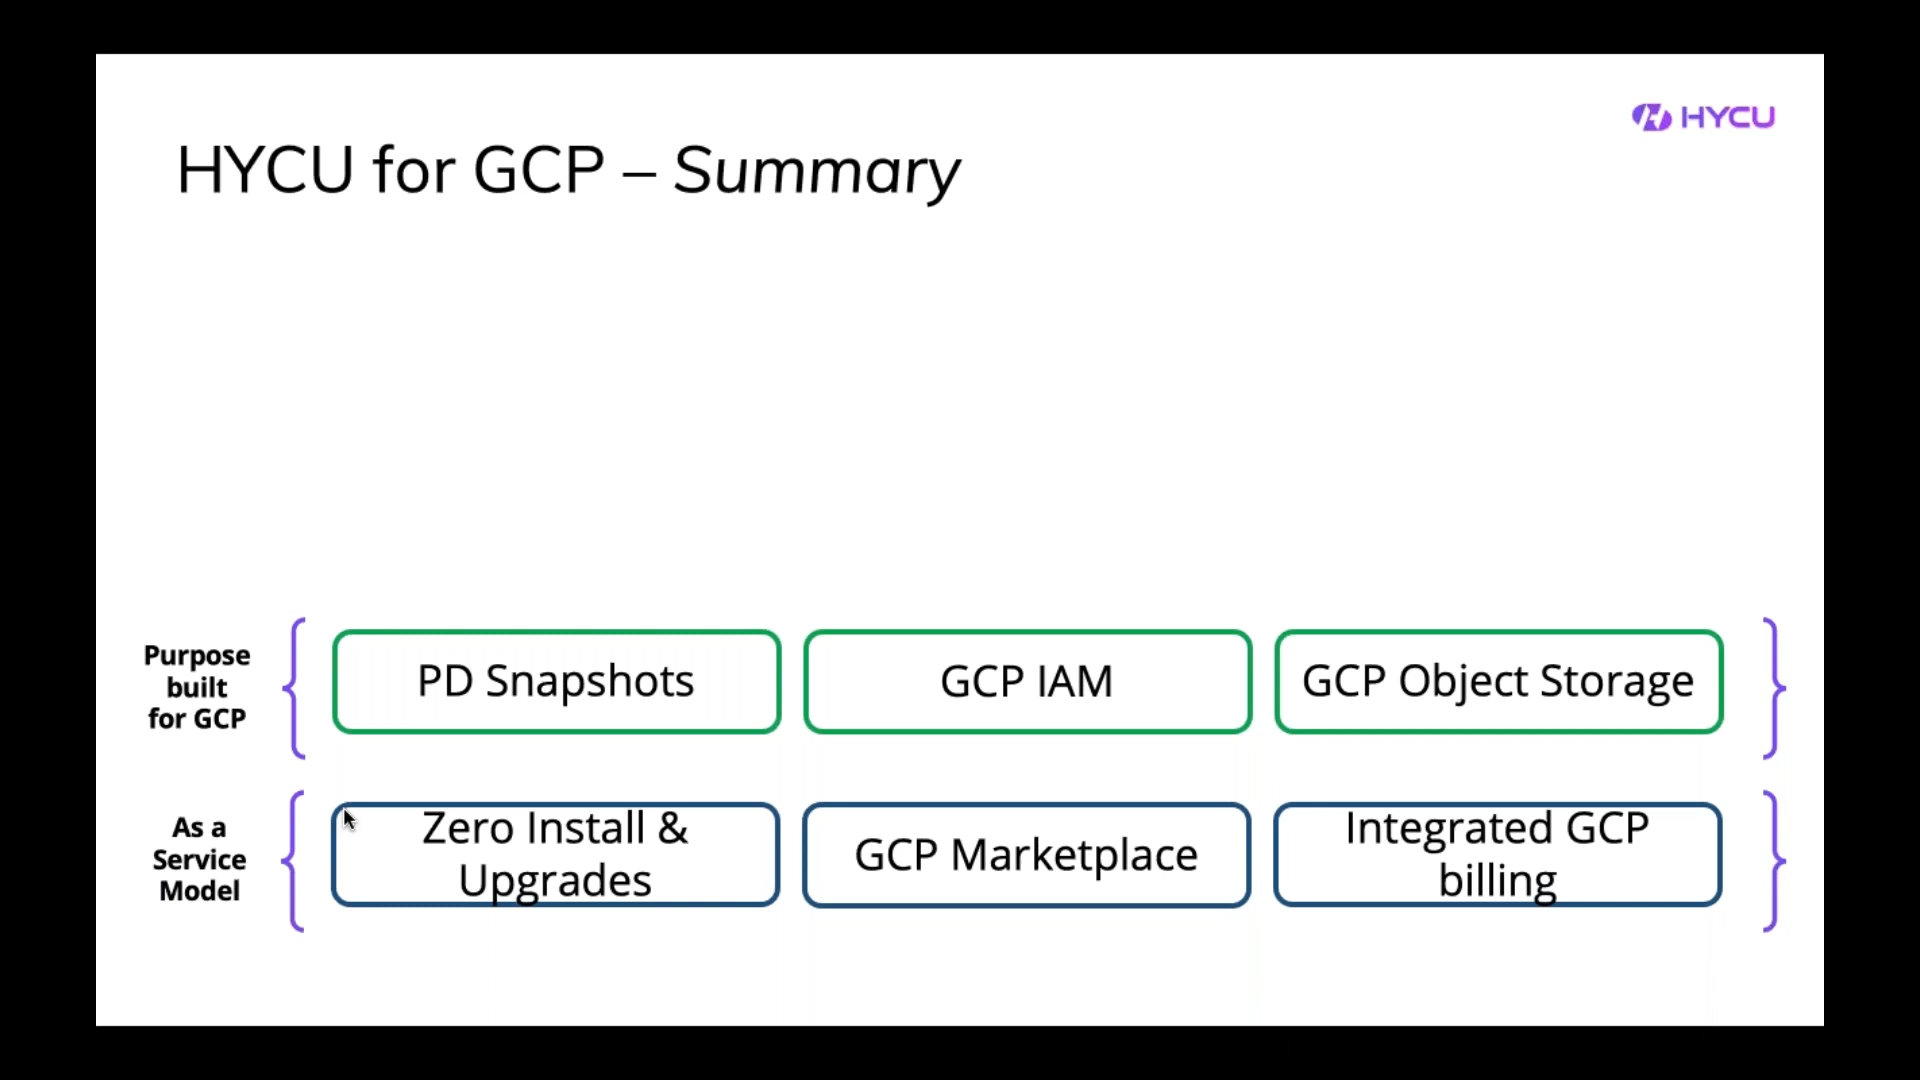 HYCU
HYCU for GCP – Summary
Purpose
built
for GCP
PD Snapshots
GCP IAM
GCP Object Storage
As a
Service
Model
Zero Install &
Upgrades
GCP Marketplace
Integrated GCP
billing